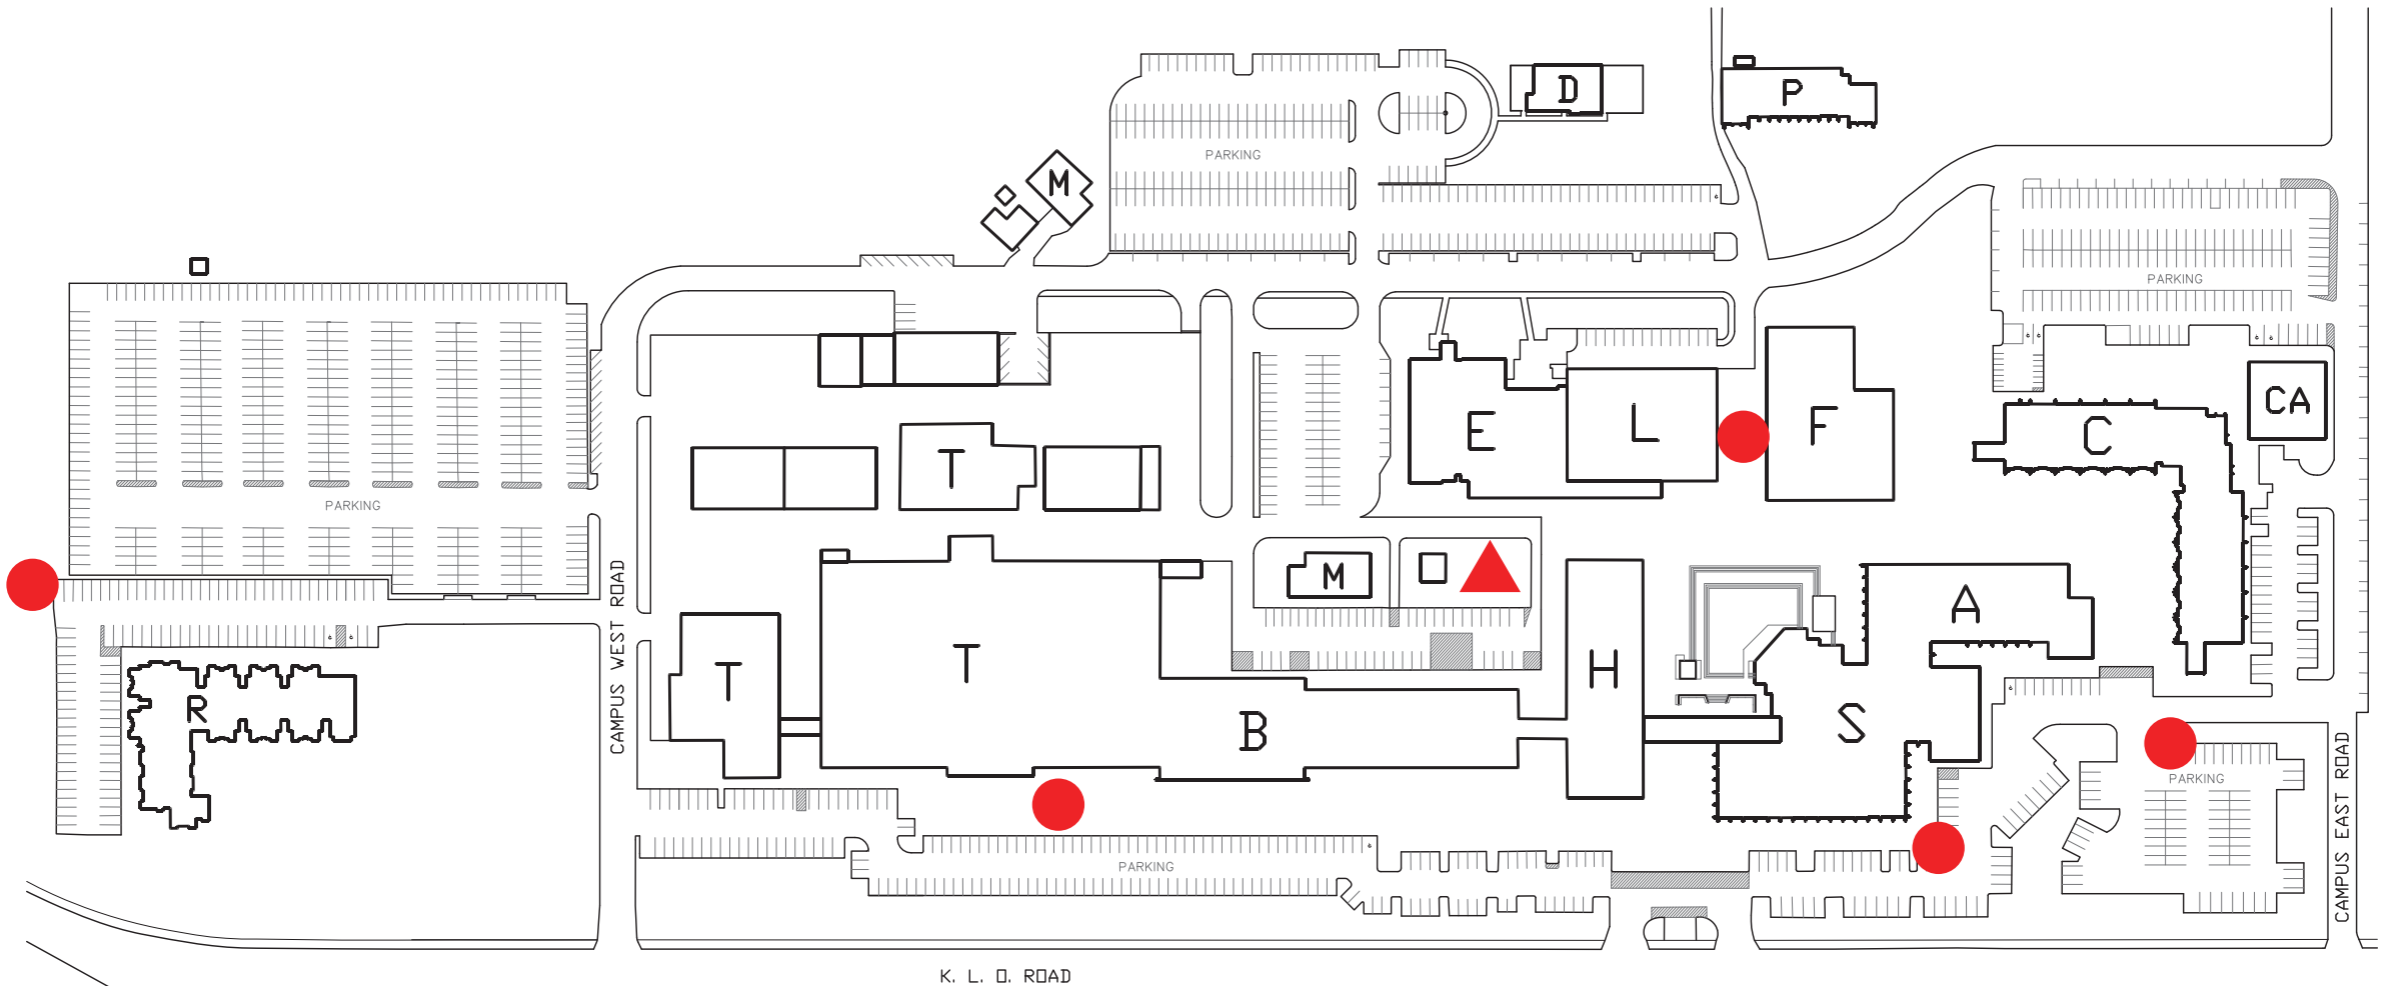 D
P
PARKING
M
PARKING
CA
E
L
F
C
T
PARKING
M
A
CAMPUS WEST ROAD
T
T
H
R
B
S
CAMPUS EAST ROAD
PARKING
PARKING
K. L. O. ROAD